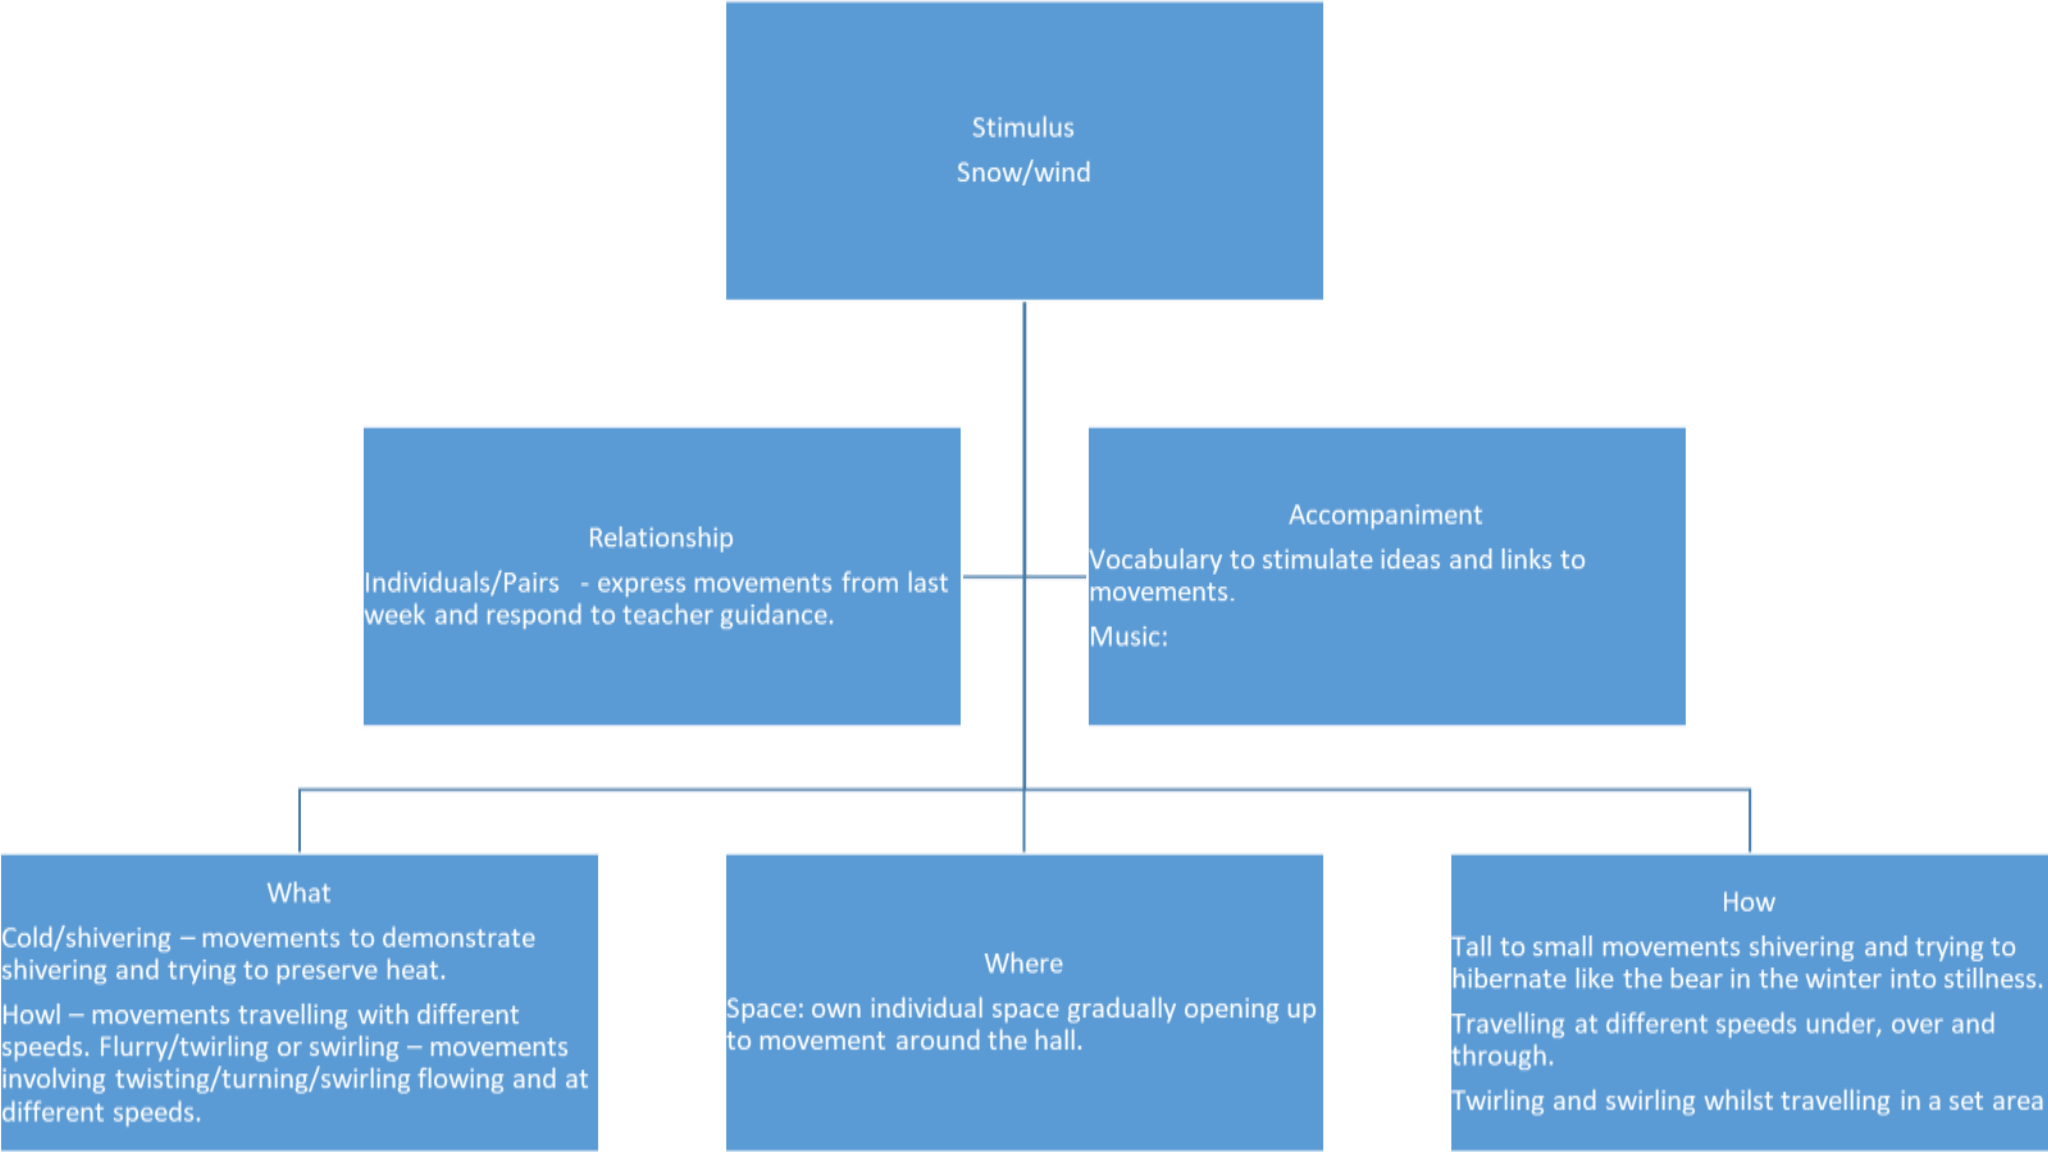 Stimulus
Snow/wind
Relationship
Individuals/Pairs   - express movements from last
week and respond to teacher guidance.
Accompaniment
Vocabulary to stimulate ideas and links to
movements.
Music:
What
Cold/shivering – movements to demonstrate
shivering and trying to preserve heat.
Howl – movements travelling with different
speeds. Flurry/twirling or swirling – movements
involving twisting/turning/swirling flowing and at
different speeds.
Where
Space: own individual space gradually opening up
to movement around the hall.
How
Tall to small movements shivering and trying to
hibernate like the bear in the winter into stillness.
Travelling at different speeds under, over and
through.
Twirling and swirling whilst travelling in a set area